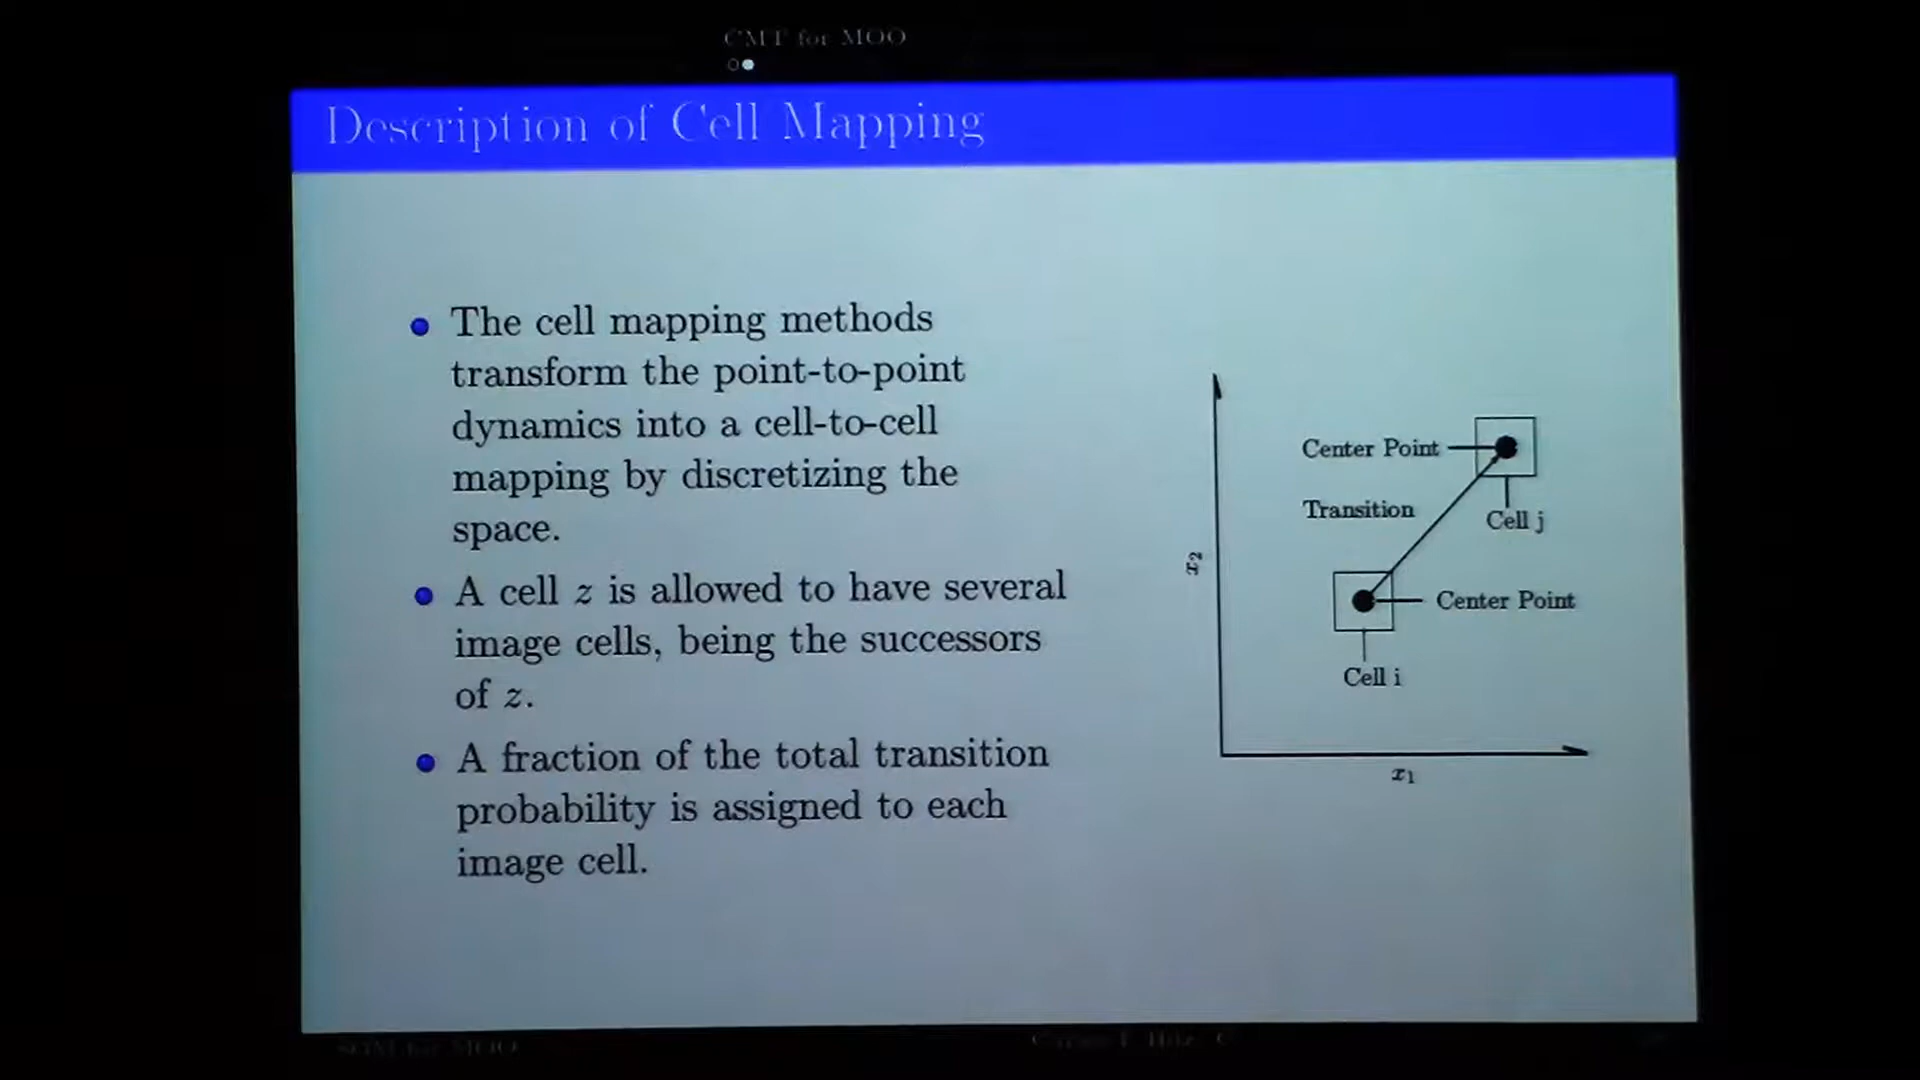 CMT for MOO
Description of Cell Mapping
The cell mapping methods
transform the point-to-point
dynamics into a cell-to-cell
mapping by discretizing the
space.
A cell z is allowed to have several
image cells, being the successors
of z.
A fraction of the total transition
probability is assigned to each
image cell.
Center Point
Transition
Cell j
x₂
Center Point
Cell i
x₁
for MOO